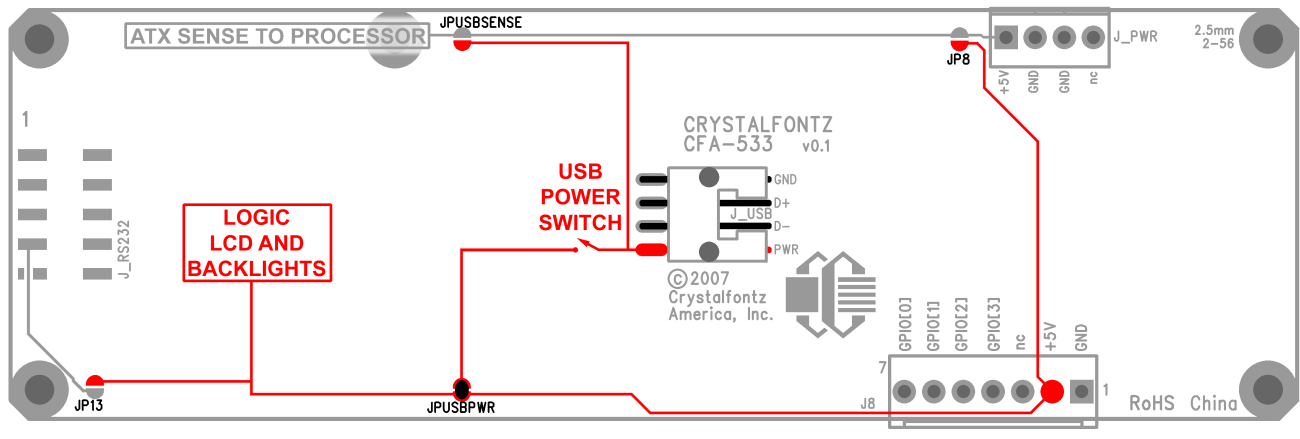 JPUSBSENSE
ATX SENSE TO PROCESSOR
JP8
J_PWR
+5V
GND
GND
nc
2.5mm
2-56
1
CRYSTALFONTZ
CFA-533 v0.1
USB
POWER
SWITCH
GND
D+
J_USB
D-
PWR
LOGIC
LCD AND
BACKLIGHTS
J_RS232
©2007
Crystalfontz
America, Inc.
GPIO[0]
GPIO[1]
GPIO[2]
GPIO[3]
nc
+5V
GND
7
1
J8
JP13
JPUSBPWR
RoHS China